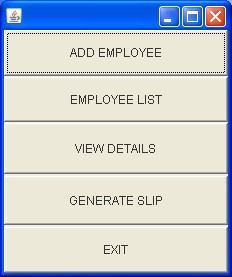 ADD EMPLOYEE
EMPLOYEE LIST
VIEW DETAILS
GENERATE SLIP
EXIT